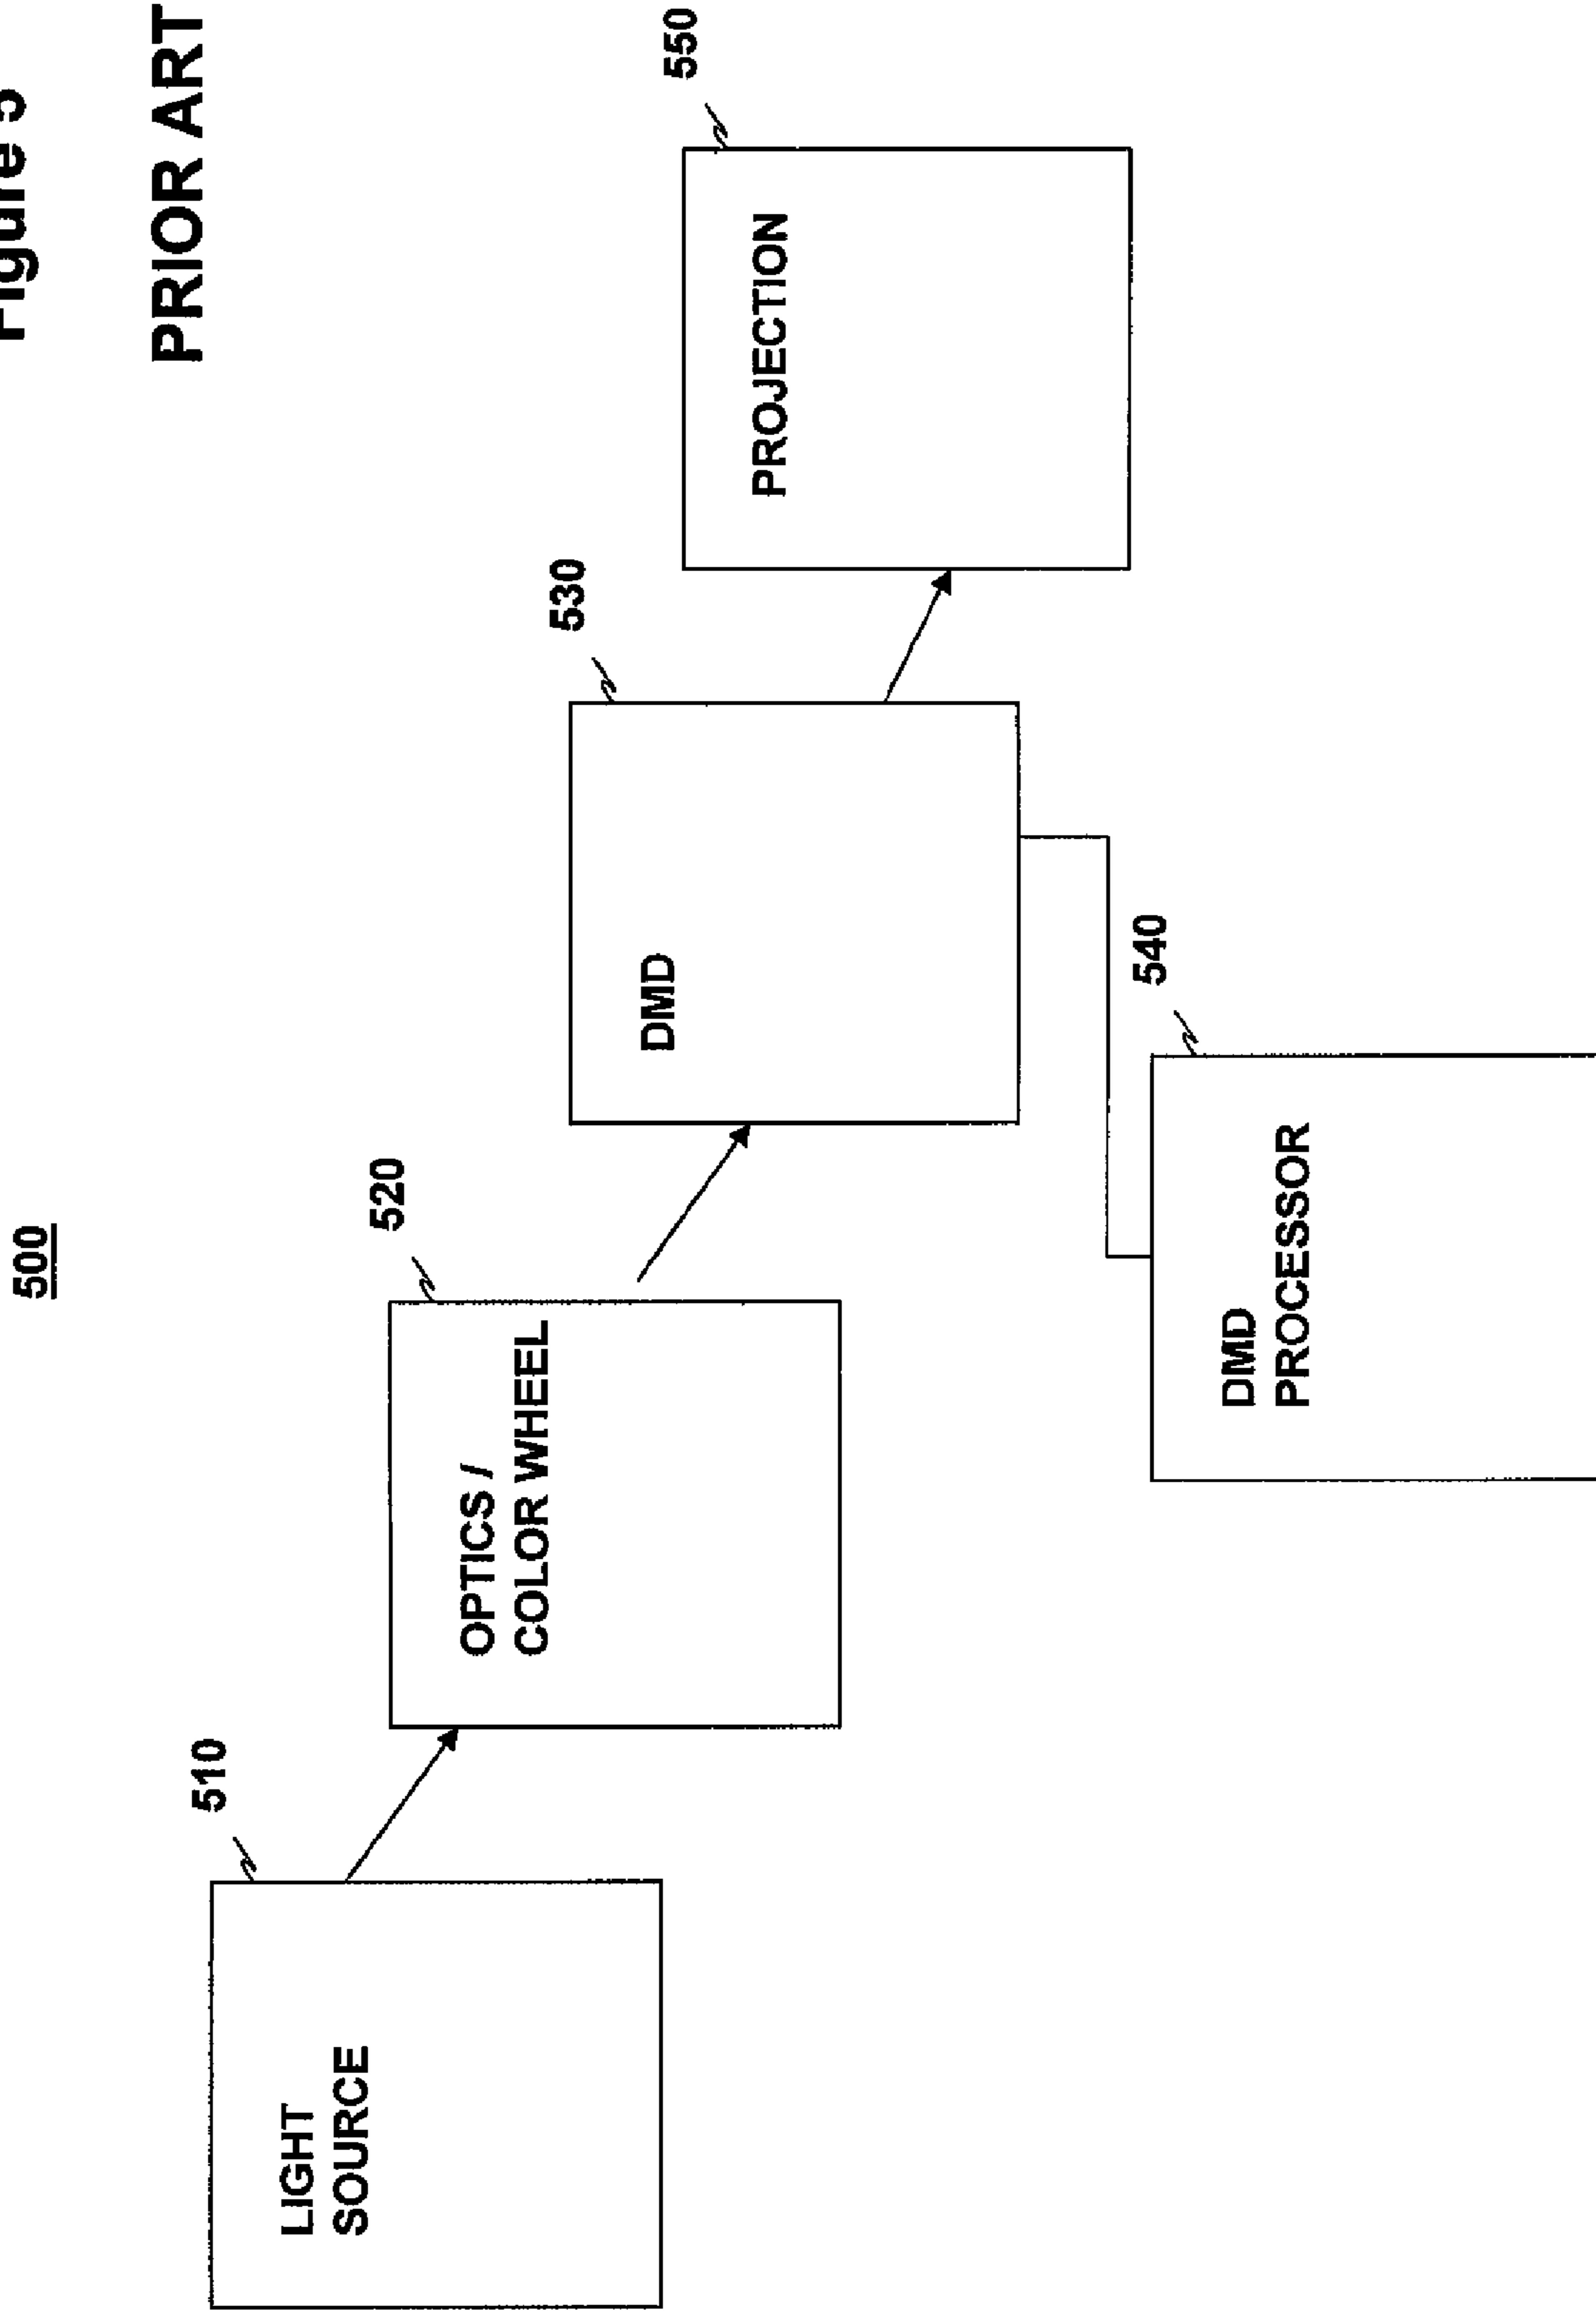 Figure 5
PRIOR ART
500
510
LIGHT
SOURCE
520
OPTICS /
COLOR WHEEL
530
DMD
540
DMD
PROCESSOR
550
PROJECTION